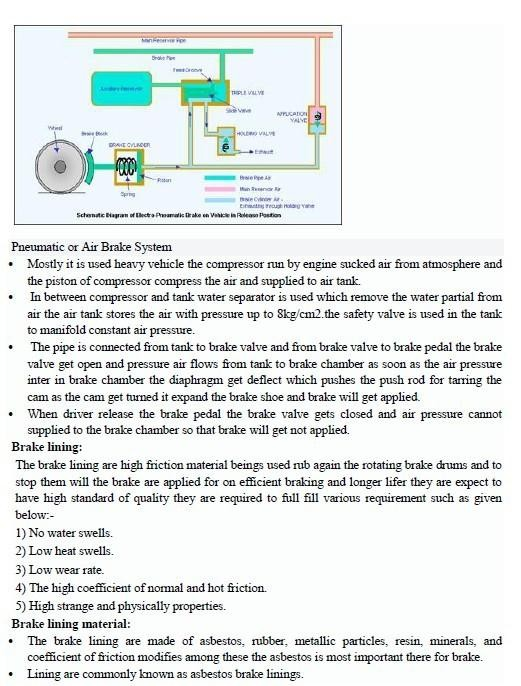 Main Reservoir Pipe
Brake Pipe
Feed Groove
Auxiliary Reservoir
TRIPLE VALVE
Slide Valve
APPLICATION
VALVE
Wheel
Brake Block
HOLDING VALVE
BRAKE CYLINDER
Exhaust
Piston
Spring
Brake Pipe Air
Main Reservoir Air
Brake Cylinder Air -
Exhausting through Holding Valve
Schematic Diagram of Electro-Pneumatic Brake on Vehicle in Release Position
Pneumatic or Air Brake System
• Mostly it is used heavy vehicle the compressor run by engine sucked air from atmosphere and
the piston of compressor compress the air and supplied to air tank.
• In between compressor and tank water separator is used which remove the water partial from
air the air tank stores the air with pressure up to 8kg/cm2.the safety valve is used in the tank
to manifold constant air pressure.
• The pipe is connected from tank to brake valve and from brake valve to brake pedal the brake
valve get open and pressure air flows from tank to brake chamber as soon as the air pressure
inter in brake chamber the diaphragm get deflect which pushes the push rod for tarring the
cam as the cam get turned it expand the brake shoe and brake will get applied.
• When driver release the brake pedal the brake valve gets closed and air pressure cannot
supplied to the brake chamber so that brake will get not applied.
Brake lining:
The brake lining are high friction material beings used rub again the rotating brake drums and to
stop them will the brake are applied for on efficient braking and longer lifer they are expect to
have high standard of quality they are required to full fill various requirement such as given
below:-
1) No water swells.
2) Low heat swells.
3) Low wear rate.
4) The high coefficient of normal and hot friction.
5) High strange and physically properties.
Brake lining material:
• The brake lining are made of asbestos, rubber, metallic particles, resin, minerals, and
coefficient of friction modifies among these the asbestos is most important there for brake.
• Lining are commonly known as asbestos brake linings.